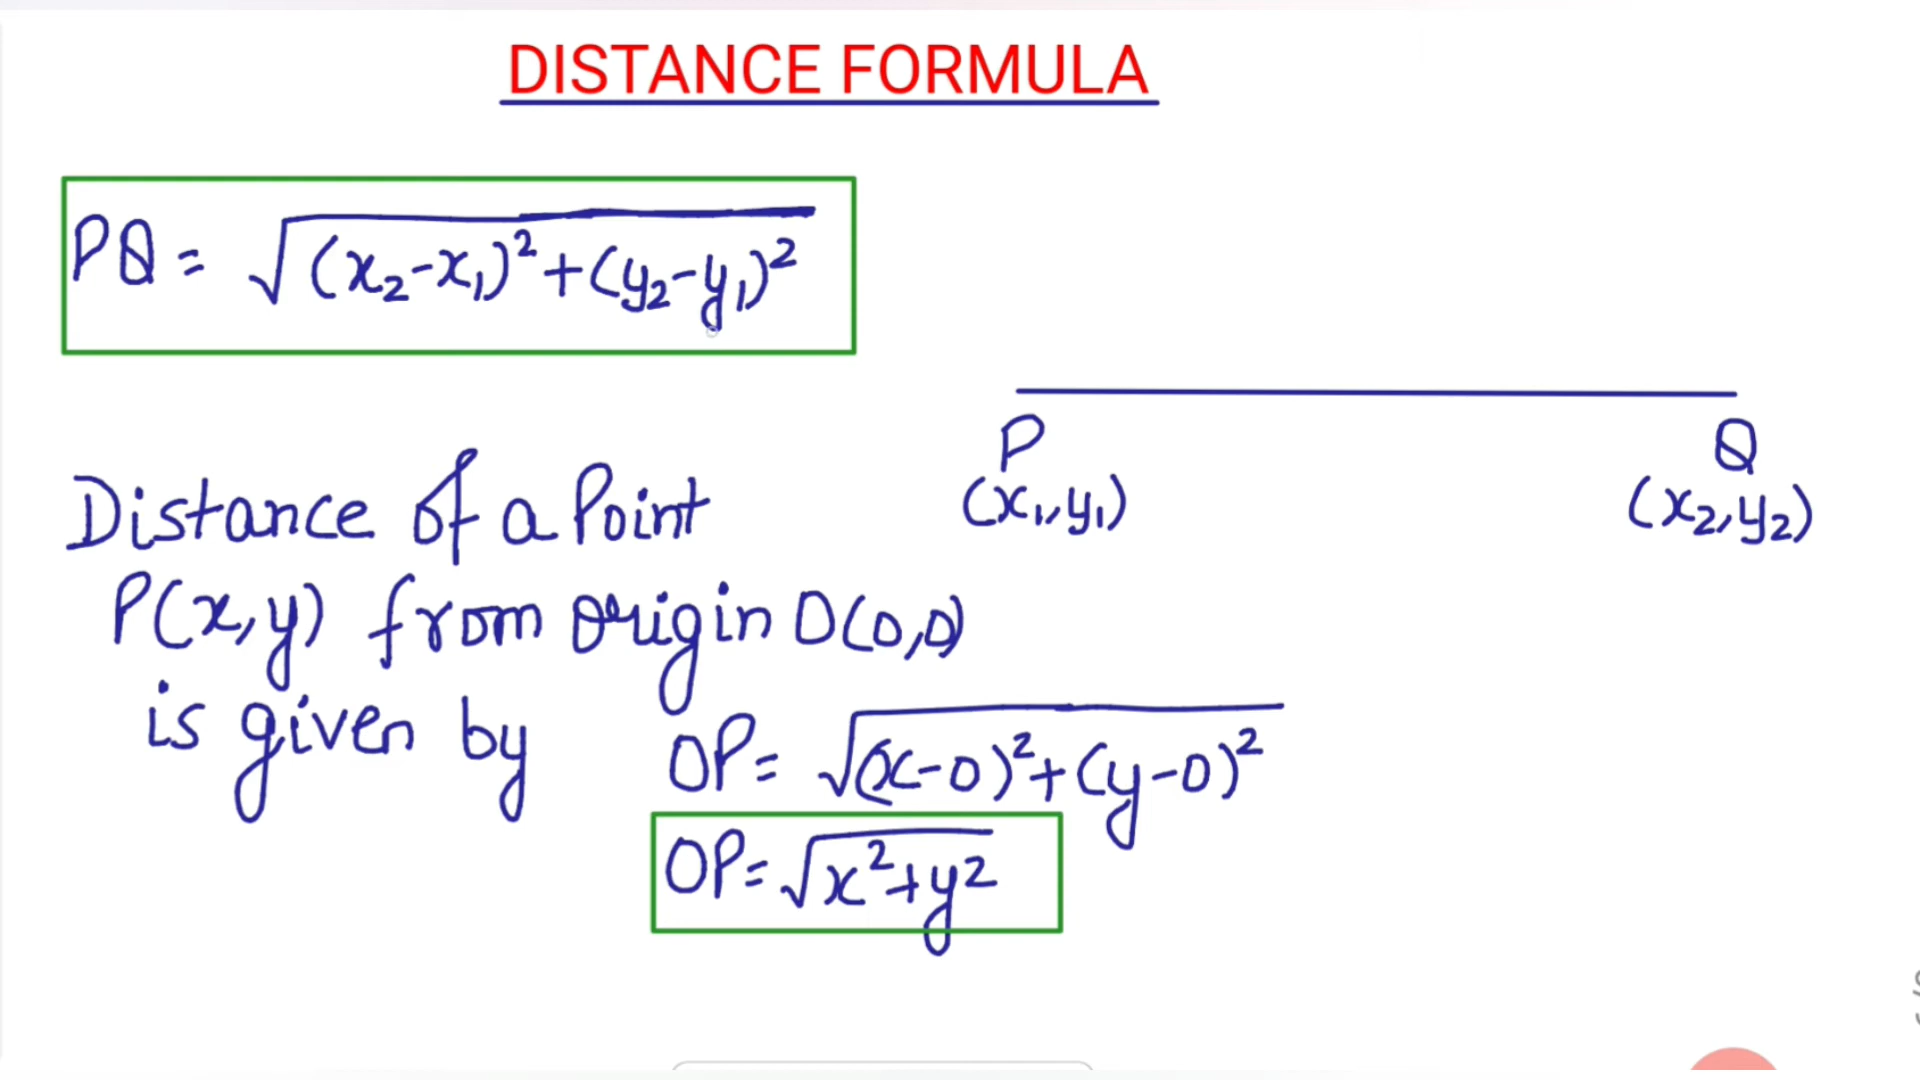 DISTANCE FORMULA
PQ = √(x₂-x₁)² + (y₂-y₁)²
P
Q
(x₁,y₁)
(x₂,y₂)
Distance of a Point
P(x,y) from origin O(0,0)
is given by
OP = √(x-0)² + (y-0)²
OP = √x² + y²